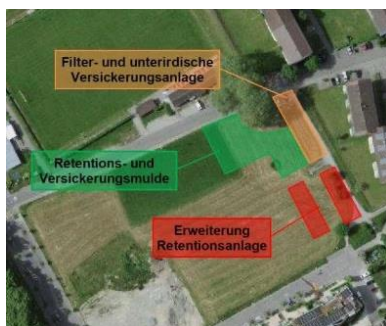 Filter- und unterirdische
Versickerungsanlage
Retentions- und
Versickerungsmulde
Erweiterung
Retentionsanlage